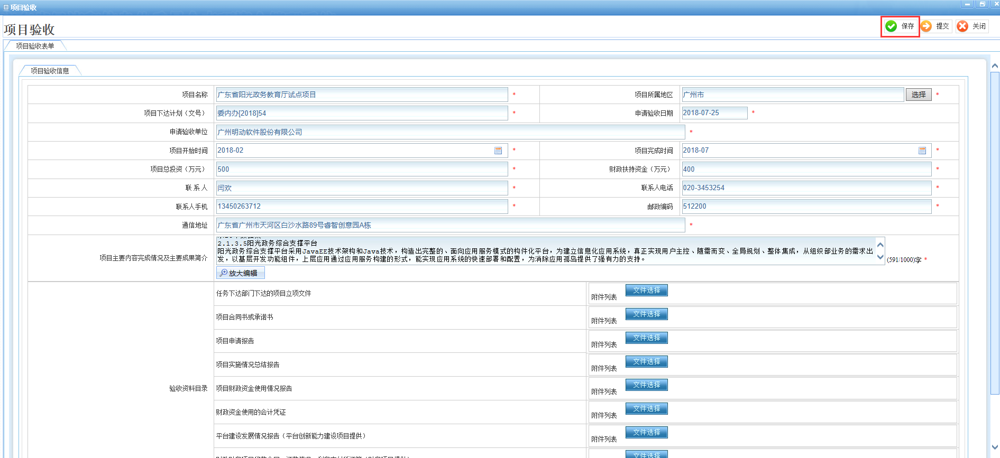 项目验收
项目验收
保存
提交
关闭
项目验收表单
项目验收信息
项目名称 广东省阳光政务教育厅试点项目 * 项目所属地区 广州市 选择 *
项目下达计划（文号） 委内办[2018]54 * 申请验收日期 2018-07-25 *
申请验收单位 广州明动软件股份有限公司 *
项目开始时间 2018-02 * 项目完成时间 2018-07 *
项目总投资（万元） 500 * 财政扶持资金（万元） 400 *
联 系 人 闫欢 * 联系人电话 020-3453254 *
联系人手机 13450263712 * 邮政编码 512200 *
通信地址 广东省广州市天河区白沙水路89号睿智创意园A栋 *
项目主要内容完成情况及主要成果简介
2.1.3.5阳光政务综合支撑平台
阳光政务综合支撑平台采用JavaEE技术架构和Java技术，构造出完整的、面向应用服务模式的构件化平台，为建立信息化应用系统，真正实现用户主控、随需而变、全局规划、整体集成，从组织部业务的需求出
发，以基层开发功能组件，上层应用通过应用服务构建的形式，能实现应用系统的快速部署和配置，为消除应用孤岛提供了强有力的支持。
(591/1000)字 *
放大编辑
验收资料目录
任务下达部门下达的项目立项文件 附件列表 文件选择
项目合同书或承诺书 附件列表 文件选择
项目申请报告 附件列表 文件选择
项目实施情况总结报告 附件列表 文件选择
项目财政资金使用情况报告 附件列表 文件选择
财政资金使用的会计凭证 附件列表 文件选择
平台建设发展情况报告（平台创新能力建设项目提供） 附件列表 文件选择
文件选择